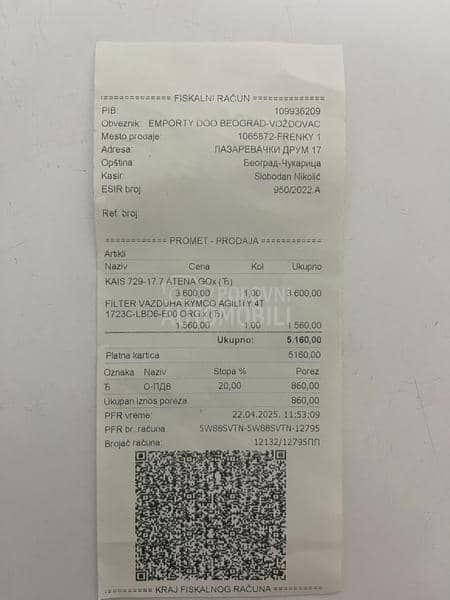 ============ FISKALNI RAČUN ============
PIB: 109936209
Obveznik: EMPORTY DOO BEOGRAD-VOŽDOVAC
Mesto prodaje: 1065872-FRENKY 1
Adresa: ЛАЗАРЕВАЧКИ ДРУМ 17
Opština: Београд-Чукарица
Kasir: Slobodan Nikolić
ESIR broj: 950/2022.A
Ref. broj:
============ PROMET - PRODAJA ============
Artikli
Naziv Cena Kol Ukupno
KAIS 729-17.7 ATENA GOx (Ђ)
3.600,00 1,00 3.600,00
FILTER VAZDUHA KYMCO AGILITY 4T
1723C-LBD6-E00 ORG x (Ђ)
1.560,00 1,00 1.560,00
Ukupno: 5.160,00
Platna kartica 5160,00
Oznaka Naziv Stopa % Porez
Ђ О-ПДВ 20,00 860,00
Ukupan iznos poreza: 860,00
PFR vreme: 22.04.2025. 11:53:09
PFR br. računa: 5W88SVTN-5W88SVTN-12795
Brojač računa: 12132/12795ПП
======== KRAJ FISKALNOG RAČUNA ========
POLOVNI
AUTOMOBILI